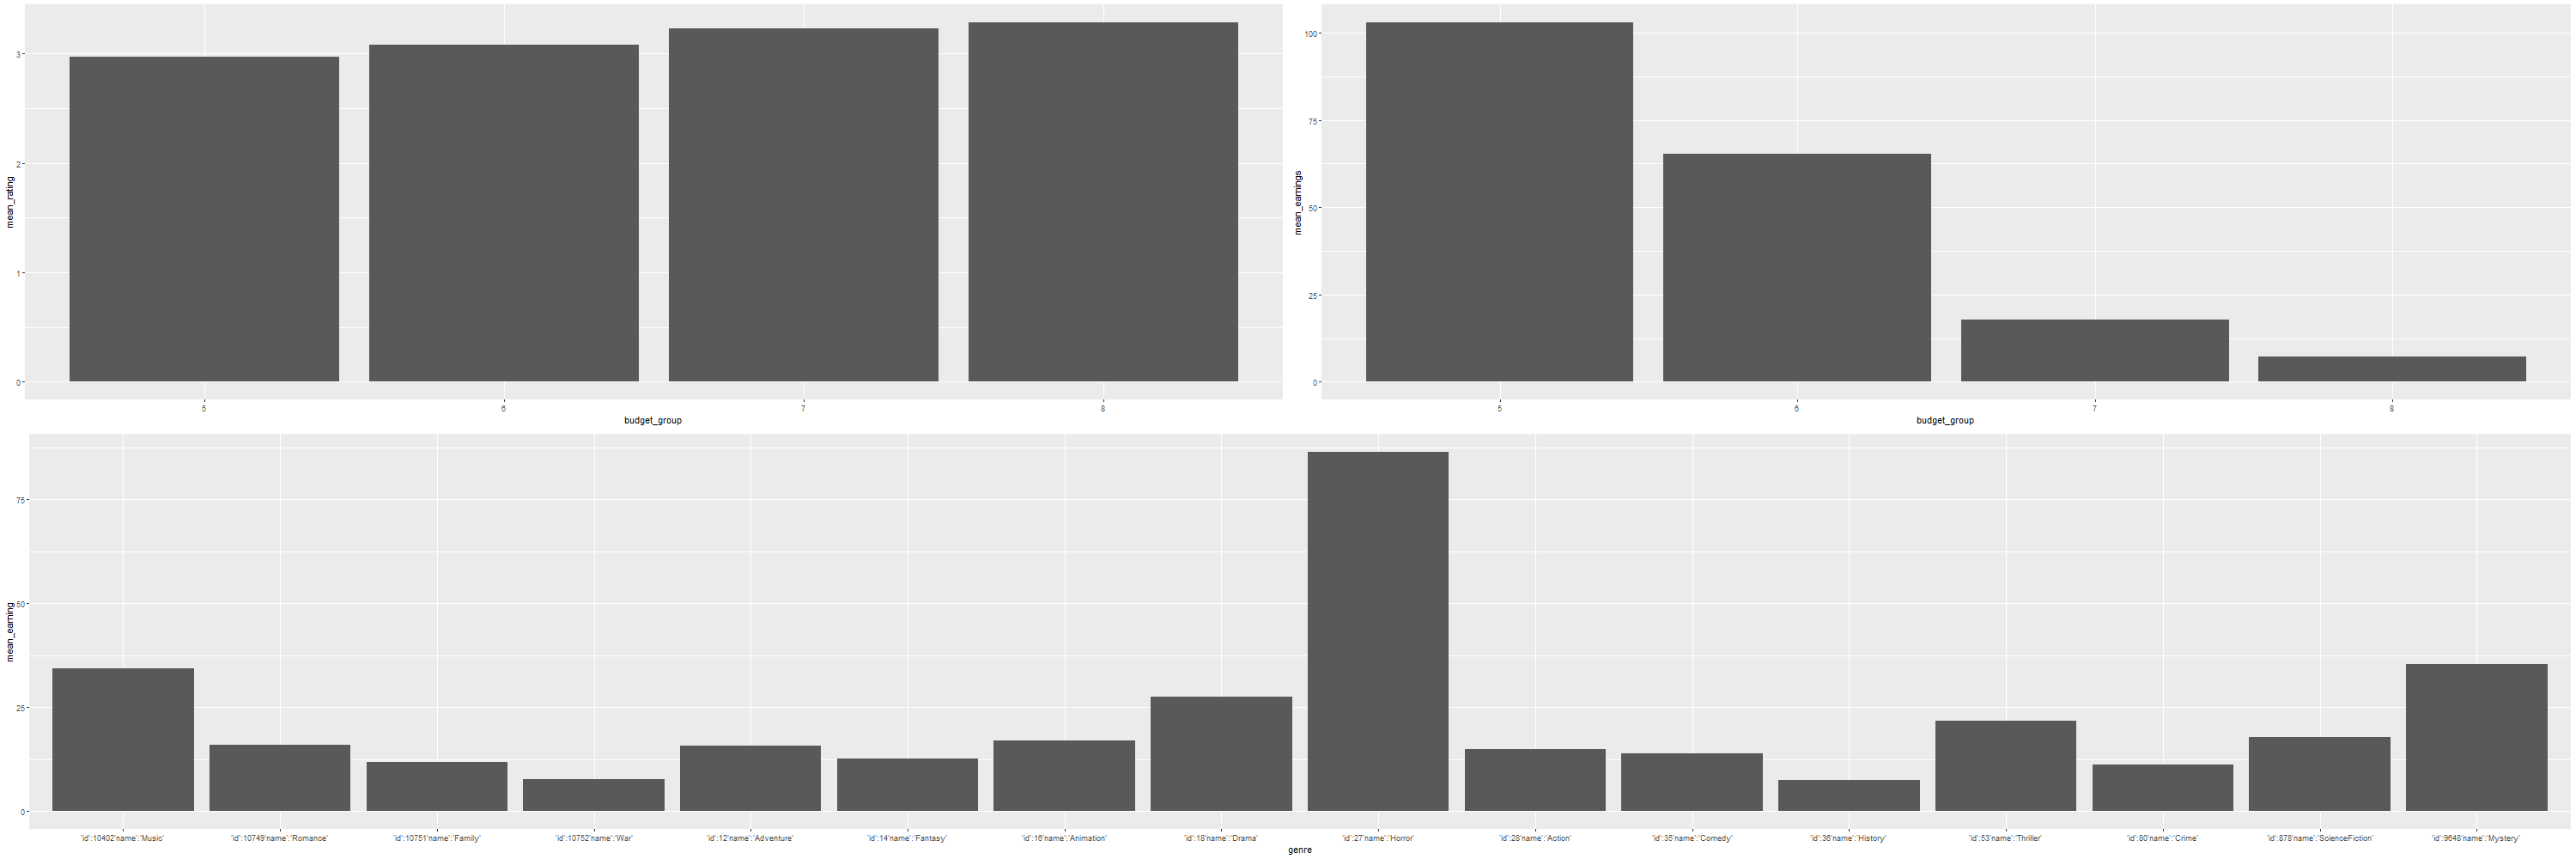 mean_rating
3
2
1
0
5 6 7 8
budget_group
mean_earnings
100
75
50
25
0
5 6 7 8
budget_group
mean_earning
75
50
25
0
'id':10402'name':'Music' 'id':10749'name':'Romance' 'id':10751'name':'Family' 'id':10752'name':'War' 'id':12'name':'Adventure' 'id':14'name':'Fantasy' 'id':16'name':'Animation' 'id':18'name':'Drama' 'id':27'name':'Horror' 'id':28'name':'Action' 'id':35'name':'Comedy' 'id':36'name':'History' 'id':53'name':'Thriller' 'id':80'name':'Crime' 'id':878'name':'ScienceFiction' 'id':9648'name':'Mystery'
genre